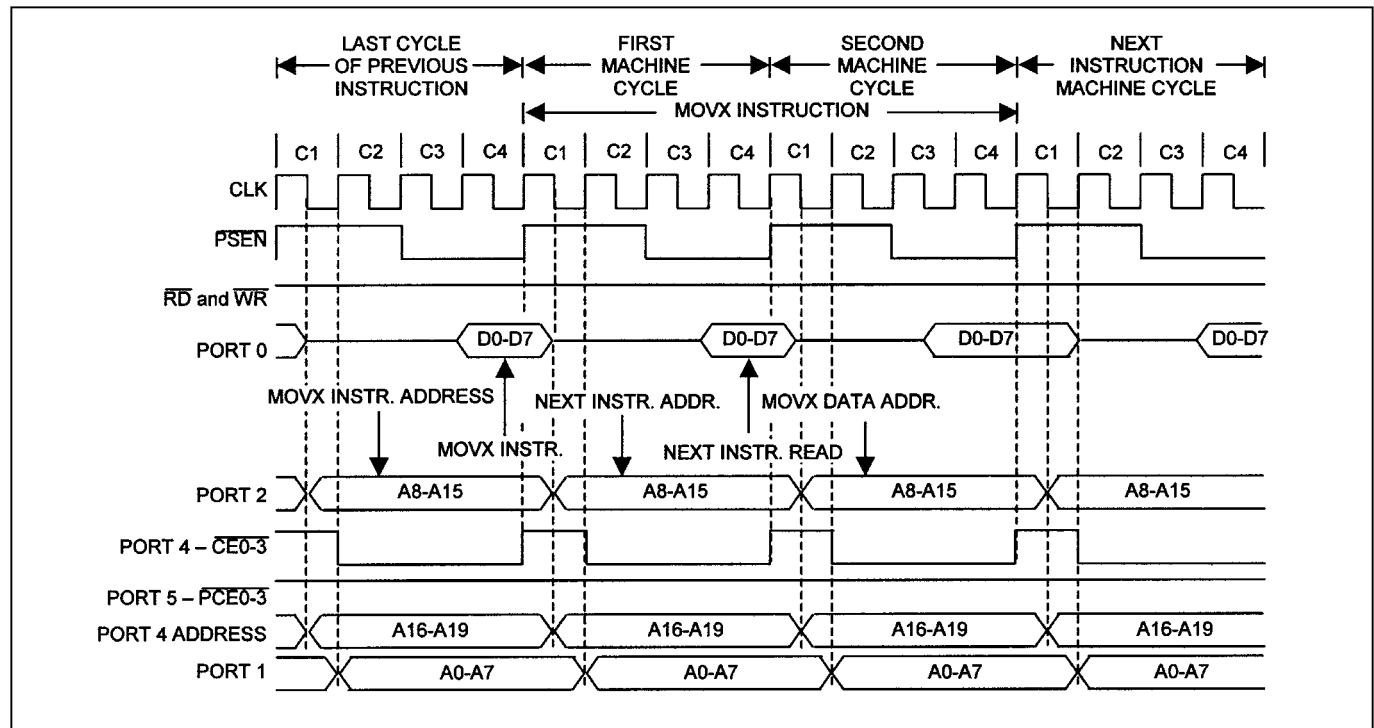 LAST CYCLE
OF PREVIOUS
INSTRUCTION
FIRST
MACHINE
CYCLE
SECOND
MACHINE
CYCLE
NEXT
INSTRUCTION
MACHINE CYCLE
MOVX INSTRUCTION
C1 C2 C3 C4 C1 C2 C3 C4 C1 C2 C3 C4 C1 C2 C3 C4
CLK
PSEN
RD and WR
PORT 0 D0-D7 D0-D7 D0-D7 D0-D7
MOVX INSTR. ADDRESS NEXT INSTR. ADDR. MOVX DATA ADDR.
MOVX INSTR. NEXT INSTR. READ
PORT 2 A8-A15 A8-A15 A8-A15 A8-A15
PORT 4 – CE0-3
PORT 5 – PCE0-3
PORT 4 ADDRESS A16-A19 A16-A19 A16-A19 A16-A19
PORT 1 A0-A7 A0-A7 A0-A7 A0-A7